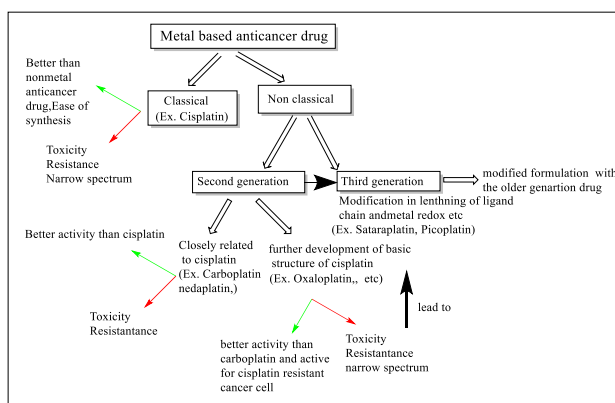 Metal based anticancer drug
Better than
nonmetal
anticancer
drug,Ease of
synthesis
Classical
(Ex. Cisplatin)
Non classical
Toxicity
Resistance
Narrow spectrum
Second generation
Third generation
modified formulation with
the older genartion drug
Modification in lenthning of ligand
chain andmetal redox etc
(Ex. Sataraplatin, Picoplatin)
Better activity than cisplatin
Closely related
to cisplatin
(Ex. Carboplatin
nedaplatin,)
further development of basic
structure of cisplatin
(Ex. Oxaloplatin,, etc)
Toxicity
Resistantance
lead to
better activity than
carboplatin and active
for cisplatin resistant
cancer cell
Toxicity
Resistantance
narrow spectrum